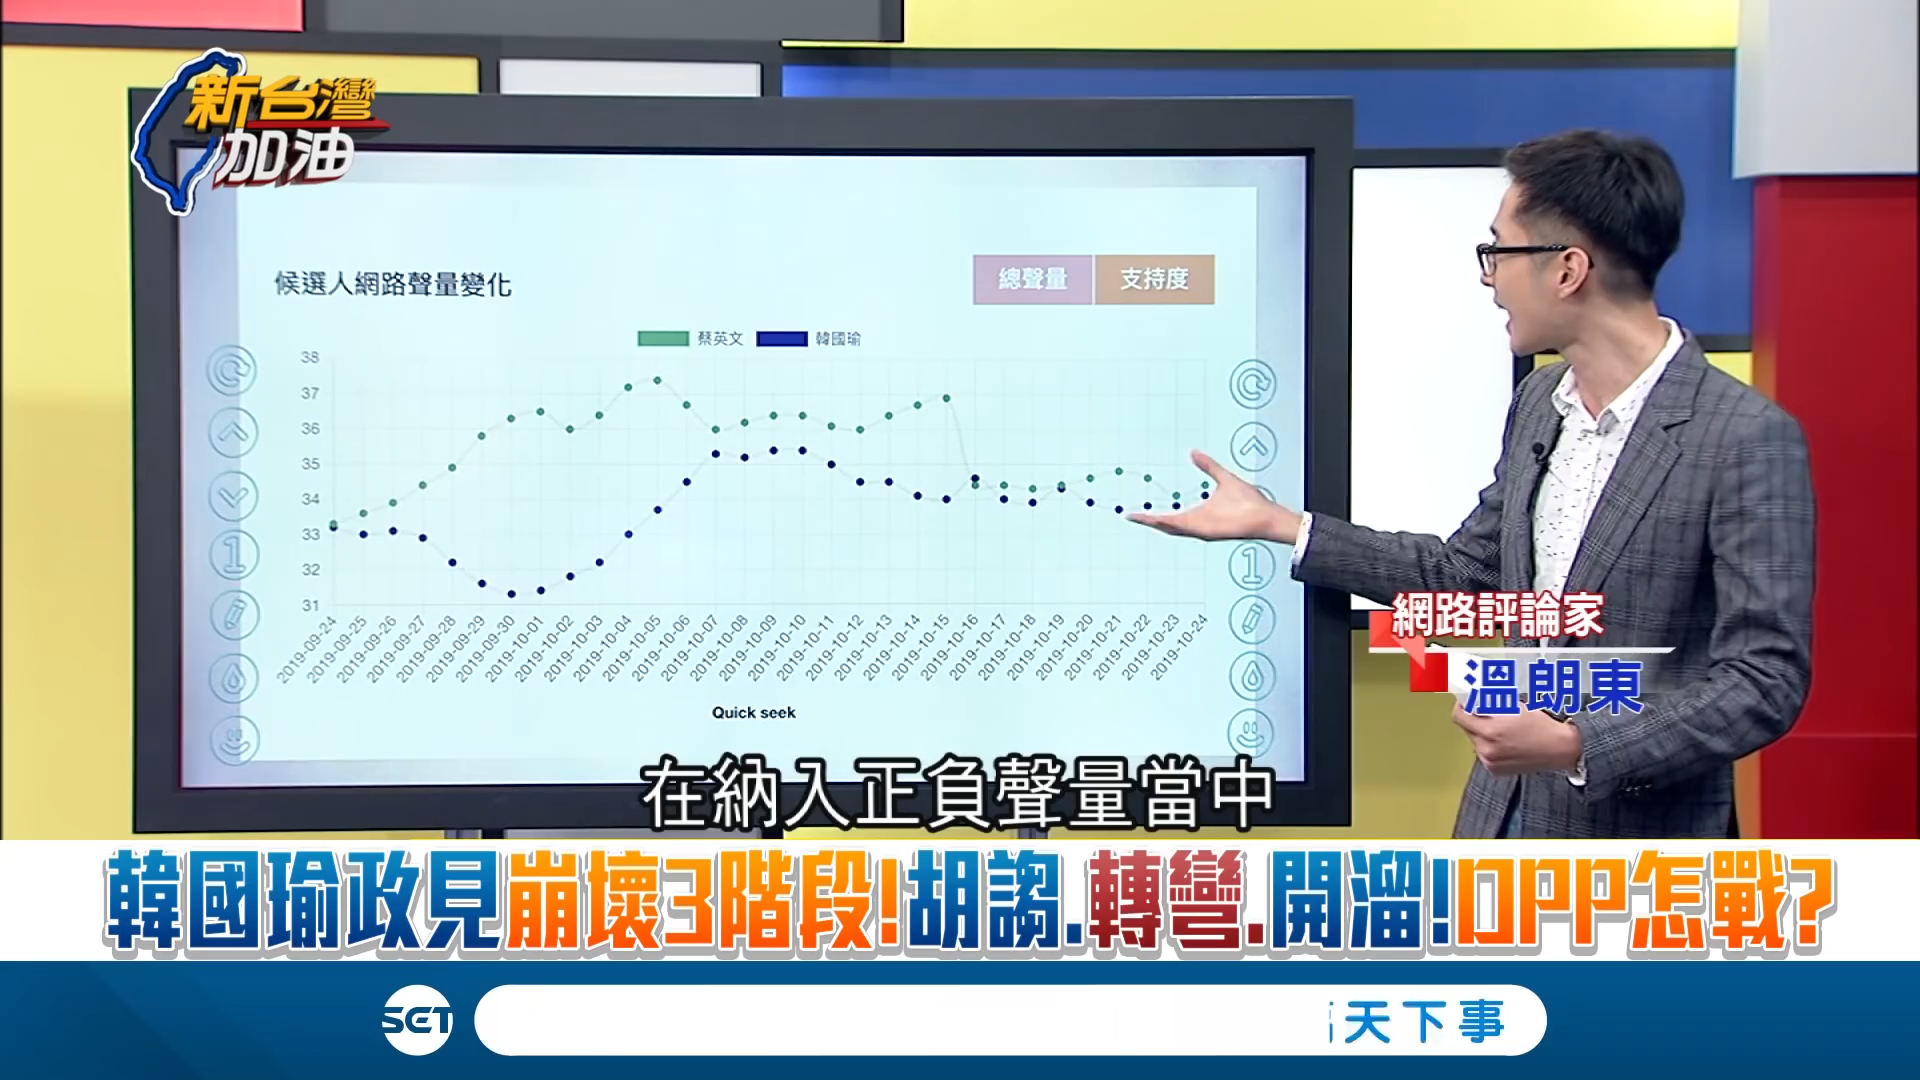 新台灣
加油
候選人網路聲量變化
總聲量 支持度
蔡英文 韓國瑜
38
37
36
35
34
33
32
31
2019-09-24 2019-09-25 2019-09-26 2019-09-27 2019-09-28 2019-09-29 2019-09-30 2019-10-01 2019-10-02 2019-10-03 2019-10-04 2019-10-05 2019-10-06 2019-10-07 2019-10-08 2019-10-09 2019-10-10 2019-10-11 2019-10-12 2019-10-13 2019-10-14 2019-10-15 2019-10-16 2019-10-17 2019-10-18 2019-10-19 2019-10-20 2019-10-21 2019-10-22 2019-10-23 2019-10-24
Quick seek
1
1
網路評論家
溫朗東
在納入正負聲量當中
韓國瑜政見崩壞3階段!胡謅.轉彎.開溜!OPP怎戰?
SET
天下事